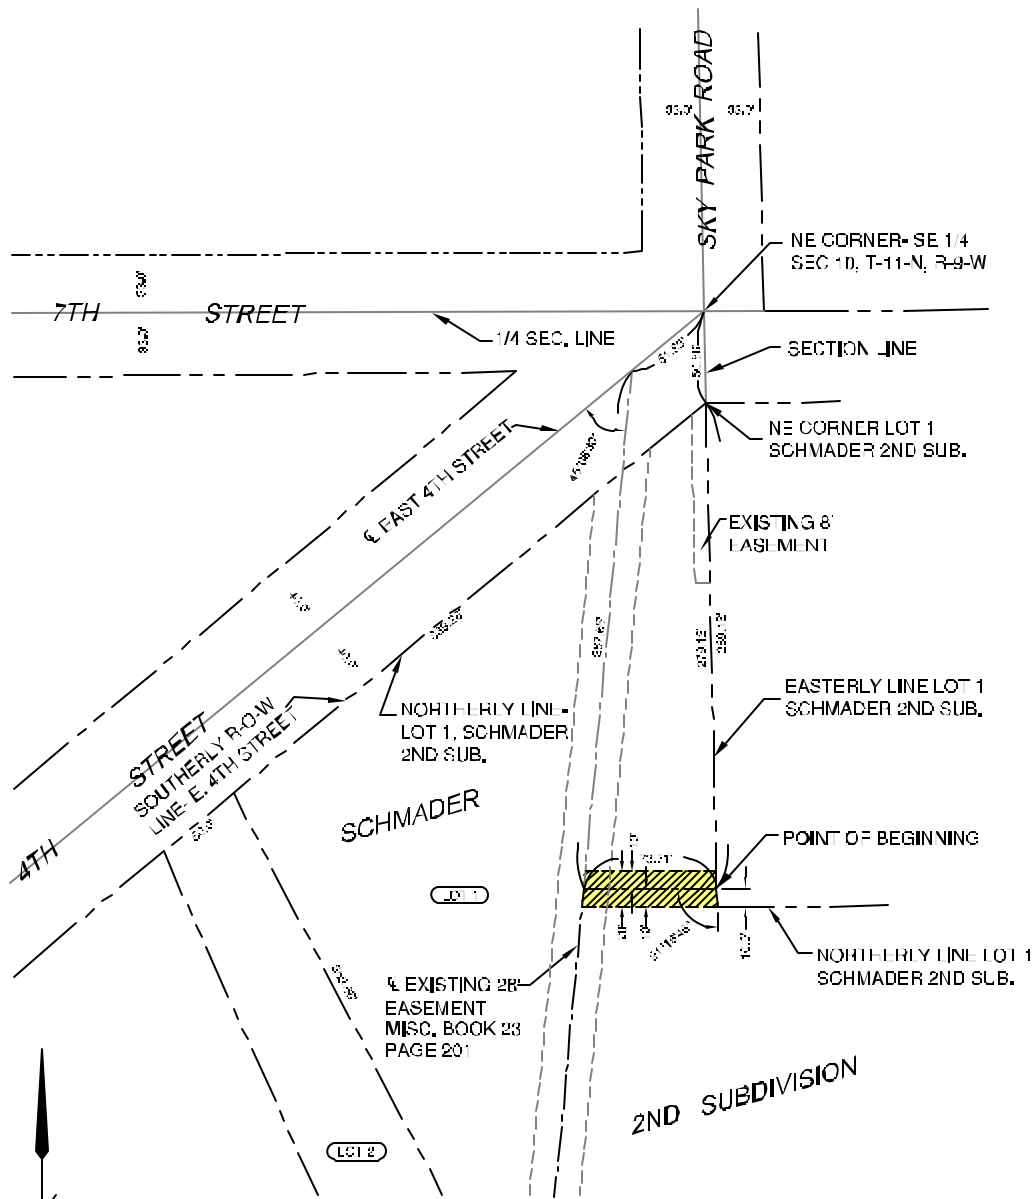 SKY PARK ROAD
NE CORNER- SE 1/4
SEC 10, T-11-N, R-9-W
7TH STREET
1/4 SEC. LINE
SECTION LINE
NE CORNER LOT 1
SCHMADER 2ND SUB.
℄ EAST 4TH STREET
EXISTING 8'
EASEMENT
EASTERLY LINE LOT 1
SCHMADER 2ND SUB.
NORTHERLY LINE-
LOT 1, SCHMADER
2ND SUB.
SOUTHERLY R-O-W
LINE- E. 4TH STREET
4TH STREET
SCHMADER
POINT OF BEGINNING
LOT 1
NORTHERLY LINE LOT 1
SCHMADER 2ND SUB.
℄ EXISTING 28'
EASEMENT
MISC. BOOK 23
PAGE 201
2ND SUBDIVISION
LOT 2